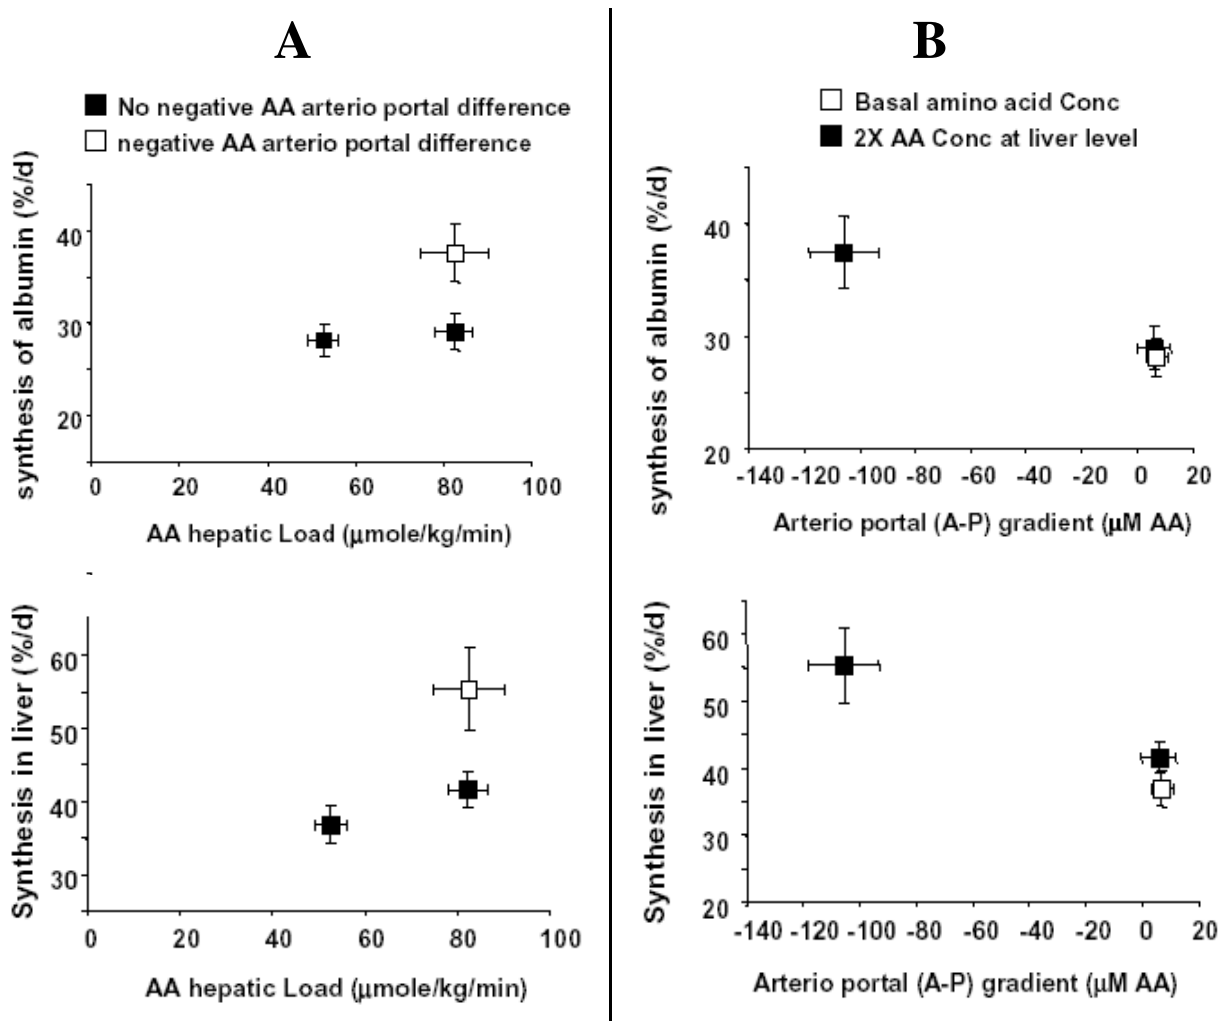 A
No negative AA arterio portal difference
negative AA arterio portal difference
synthesis of albumin (%/d)
40
30
20
0 20 40 60 80 100
AA hepatic Load (μmole/kg/min)
Synthesis in liver (%/d)
60
50
40
30
0 20 40 60 80 100
AA hepatic Load (μmole/kg/min)
B
Basal amino acid Conc
2X AA Conc at liver level
synthesis of albumin (%/d)
40
30
20
-140 -120 -100 -80 -60 -40 -20 0 20
Arterio portal (A-P) gradient (μM AA)
Synthesis in liver (%/d)
60
50
40
30
20
-140 -120 -100 -80 -60 -40 -20 0 20
Arterio portal (A-P) gradient (μM AA)